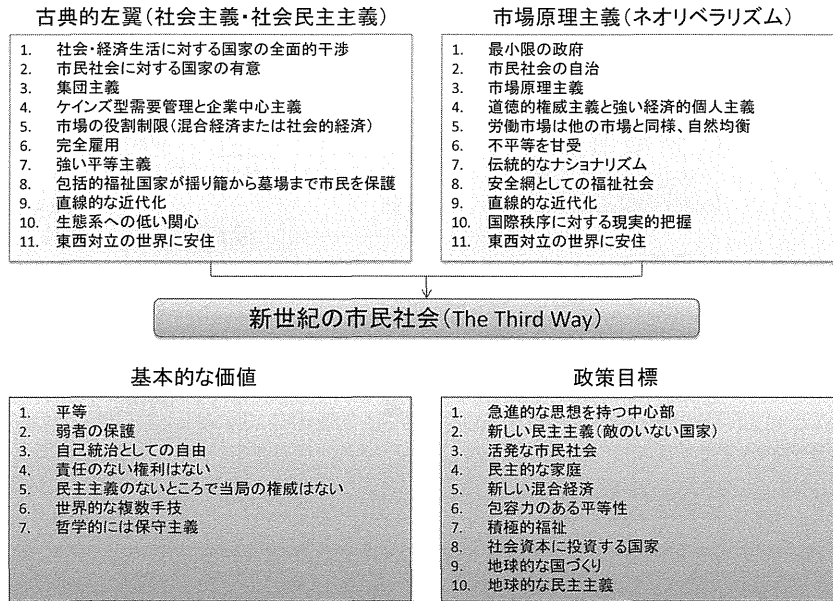 古典的左翼(社会主義・社会民主主義)
1. 社会・経済生活に対する国家の全面的干渉
2. 市民社会に対する国家の有意
3. 集団主義
4. ケインズ型需要管理と企業中心主義
5. 市場の役割制限(混合経済または社会的経済)
6. 完全雇用
7. 強い平等主義
8. 包括的福祉国家が揺り籠から墓場まで市民を保護
9. 直線的な近代化
10. 生態系への低い関心
11. 東西対立の世界に安住
市場原理主義(ネオリベラリズム)
1. 最小限の政府
2. 市民社会の自治
3. 市場原理主義
4. 道徳的権威主義と強い経済的個人主義
5. 労働市場は他の市場と同様、自然均衡
6. 不平等を甘受
7. 伝統的なナショナリズム
8. 安全網としての福祉社会
9. 直線的な近代化
10. 国際秩序に対する現実的把握
11. 東西対立の世界に安住
新世紀の市民社会(The Third Way)
基本的な価値
1. 平等
2. 弱者の保護
3. 自己統治としての自由
4. 責任のない権利はない
5. 民主主義のないところで当局の権威はない
6. 世界的な複数手技
7. 哲学的には保守主義
政策目標
1. 急進的な思想を持つ中心部
2. 新しい民主主義(敵のいない国家)
3. 活発な市民社会
4. 民主的な家庭
5. 新しい混合経済
6. 包容力のある平等性
7. 積極的福祉
8. 社会資本に投資する国家
9. 地球的な国づくり
10. 地球的な民主主義